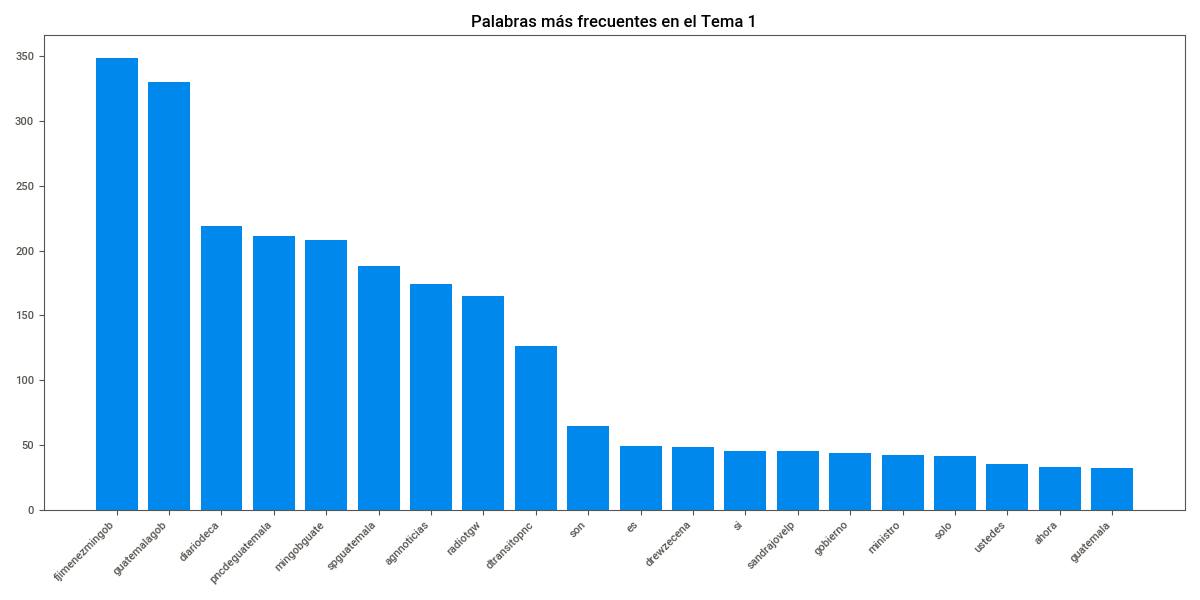 Palabras más frecuentes en el Tema 1
350
300
250
200
150
100
50
0
fjjimenezmingob
guatemalagob
diariodeca
pncdeguatemala
mingobguate
spguatemala
agnnoticias
radiotgw
dtransitopnc
son
es
drewzecena
si
sandrajovelp
gobierno
ministro
solo
ustedes
ahora
guatemala